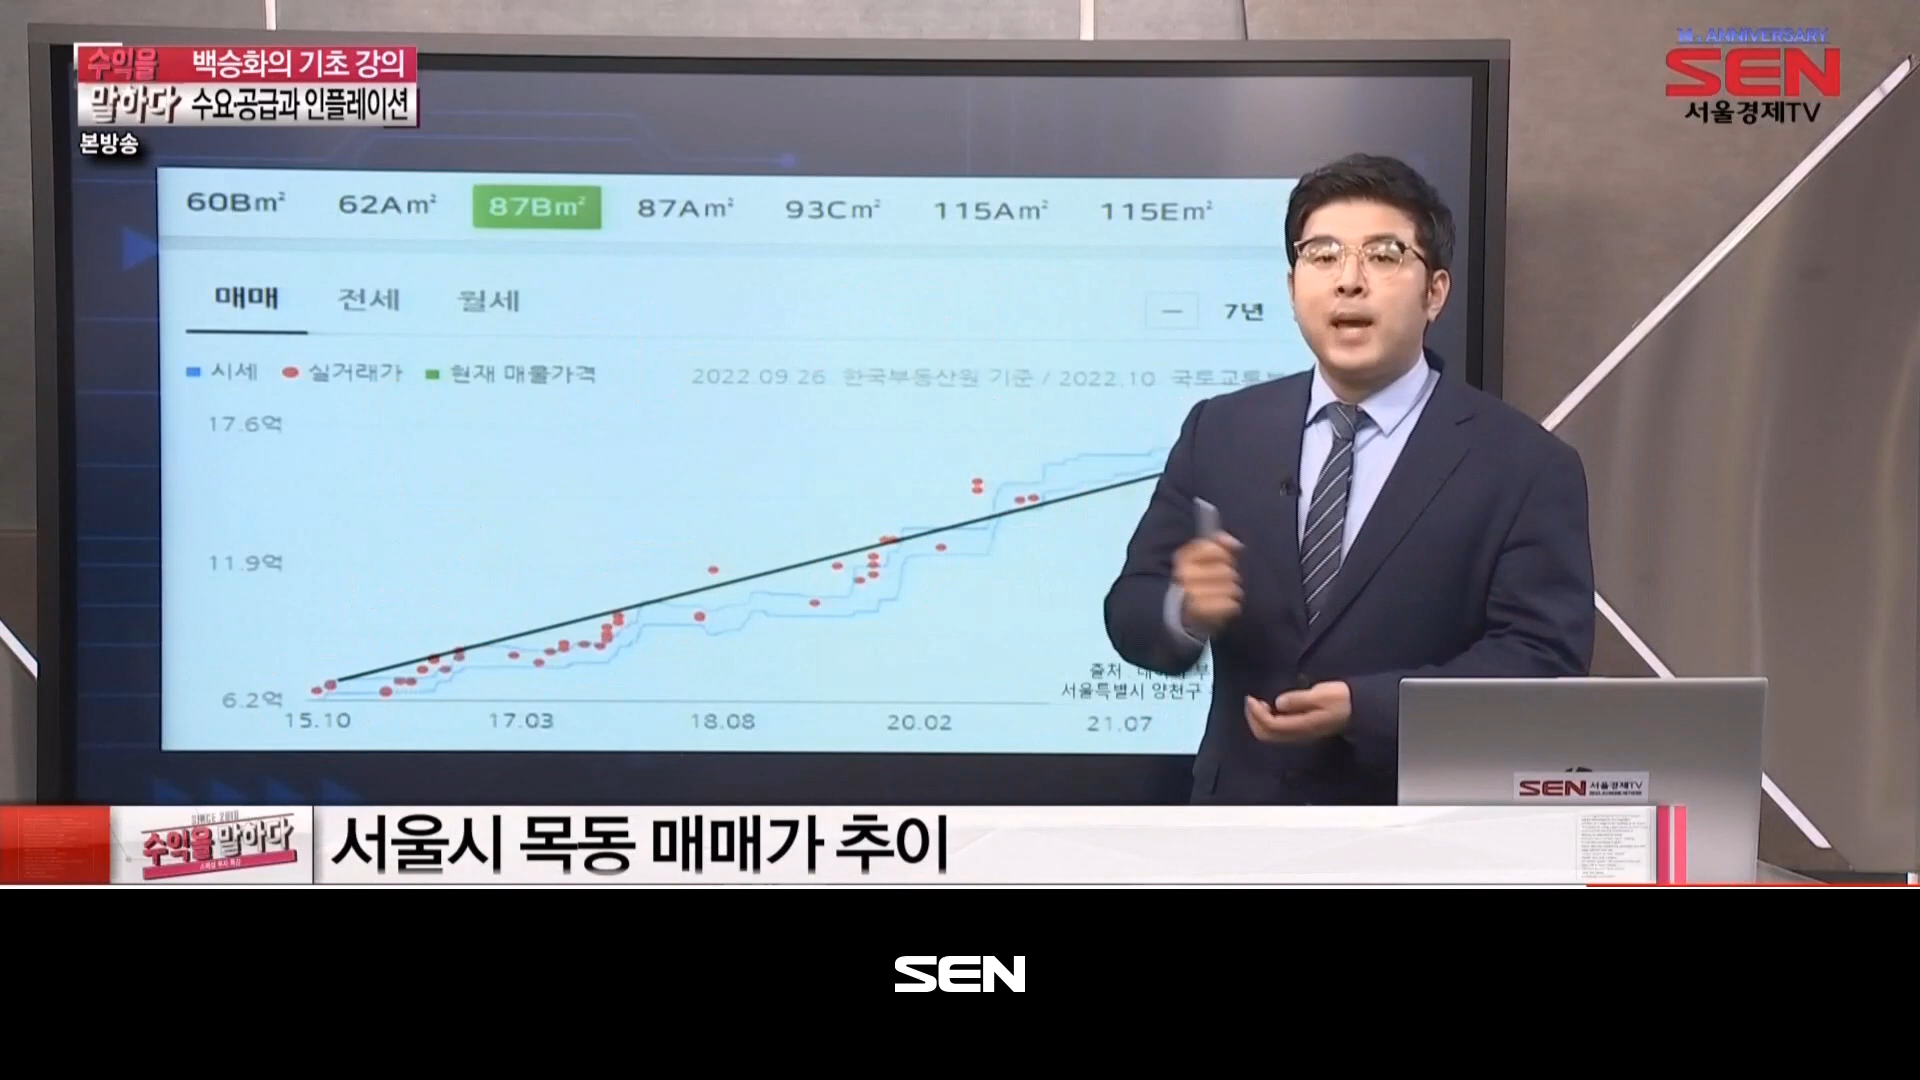 수익을 말하다
백승화의 기초 강의
수요·공급과 인플레이션
본방송
ANNIVERSARY
SEN
서울경제TV
60B㎡ 62A㎡ 87B㎡ 87A㎡ 93C㎡ 115A㎡ 115E㎡
매매 전세 월세
7년
시세 실거래가 현재 매물가격
2022.09.26. 한국부동산원 기준 / 2022.10. 국토교통부
17.6억
11.9억
6.2억
15.10 17.03 18.08 20.02 21.07
출처 :
서울특별시 양천구
SEN 서울경제TV
수익을 말하다
서울시 목동 매매가 추이
SEN